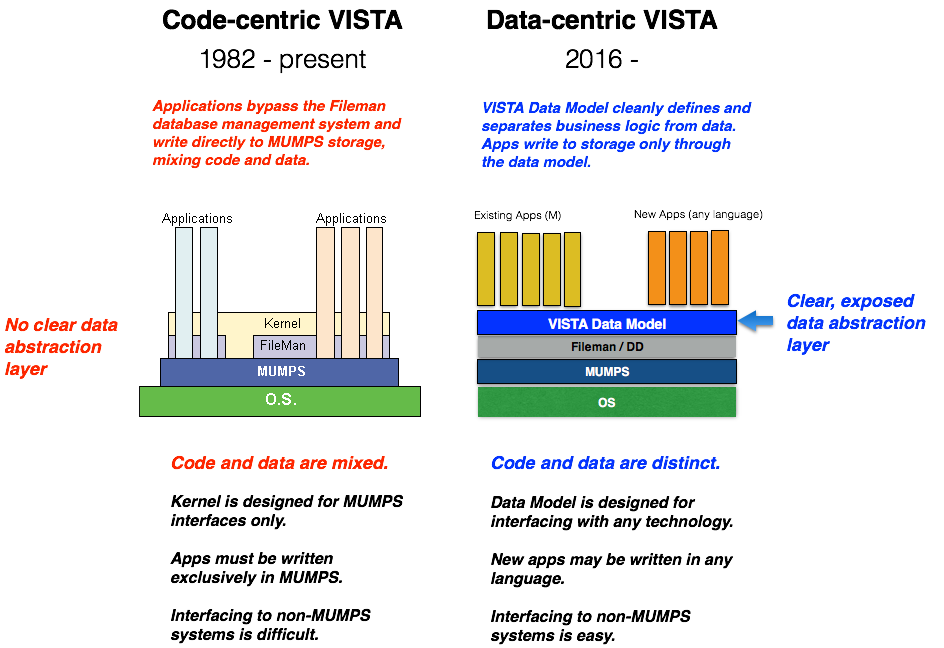 Code-centric VISTA
1982 - present
Applications bypass the Fileman
database management system and
write directly to MUMPS storage,
mixing code and data.
Applications
Applications
No clear data
abstraction
layer
Kernel
FileMan
MUMPS
O.S.
Code and data are mixed.
Kernel is designed for MUMPS
interfaces only.
Apps must be written
exclusively in MUMPS.
Interfacing to non-MUMPS
systems is difficult.
Data-centric VISTA
2016 -
VISTA Data Model cleanly defines and
separates business logic from data.
Apps write to storage only through
the data model.
Existing Apps (M)
New Apps (any language)
VISTA Data Model
Fileman / DD
MUMPS
OS
Clear, exposed
data abstraction
layer
Code and data are distinct.
Data Model is designed for
interfacing with any technology.
New apps may be written in any
language.
Interfacing to non-MUMPS
systems is easy.